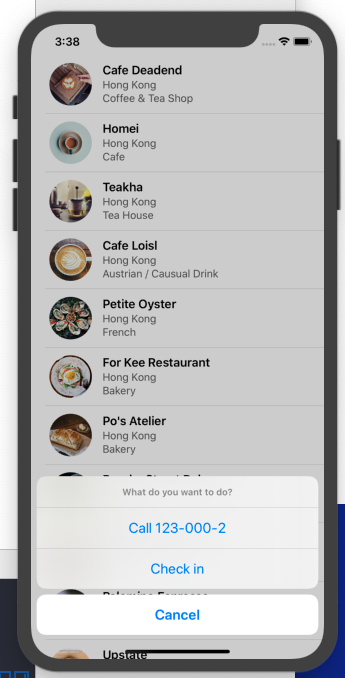 3:38
Cafe Deadend
Hong Kong
Coffee & Tea Shop
Homei
Hong Kong
Cafe
Teakha
Hong Kong
Tea House
Cafe Loisl
Hong Kong
Austrian / Causual Drink
Petite Oyster
Hong Kong
French
For Kee Restaurant
Hong Kong
Bakery
Po's Atelier
Hong Kong
Bakery
What do you want to do?
Call 123-000-2
Check in
Cancel
Upstate